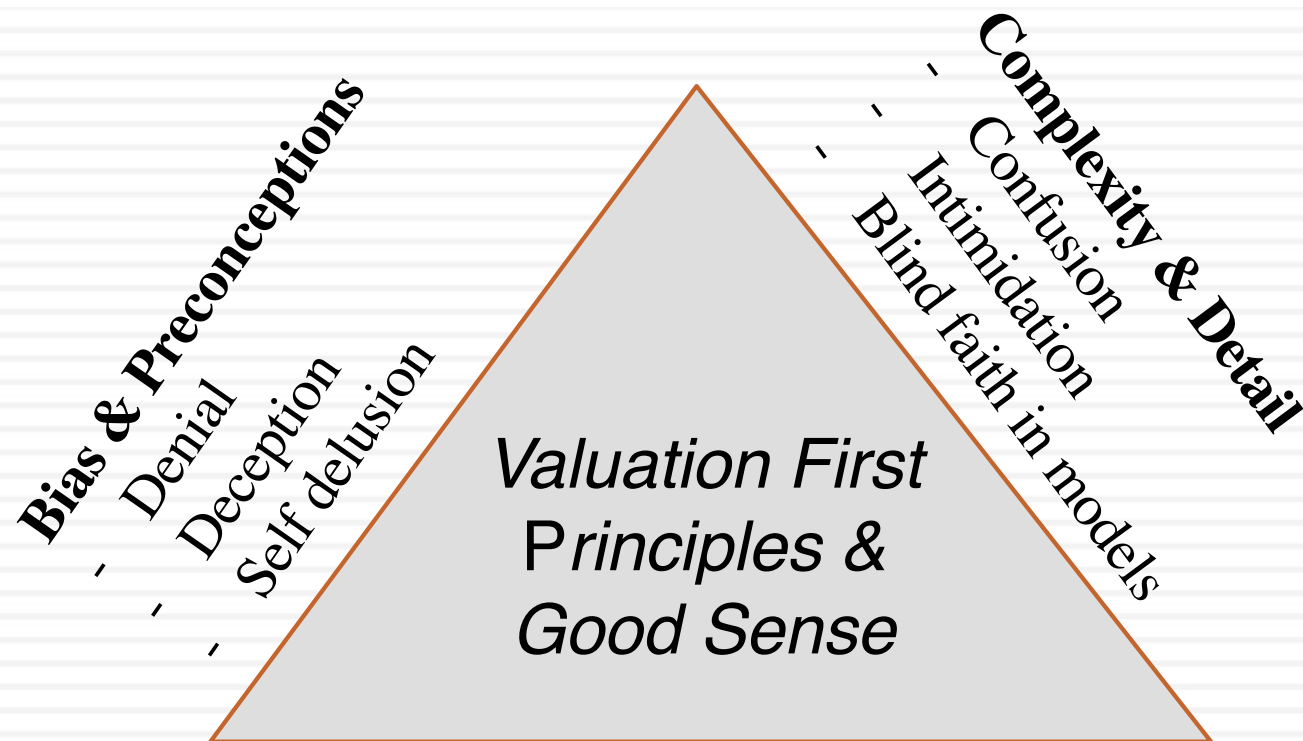 Bias & Preconceptions
- Denial
- Deception
- Self delusion
Complexity & Detail
- Confusion
- Intimidation
- Blind faith in models
Valuation First
Principles &
Good Sense